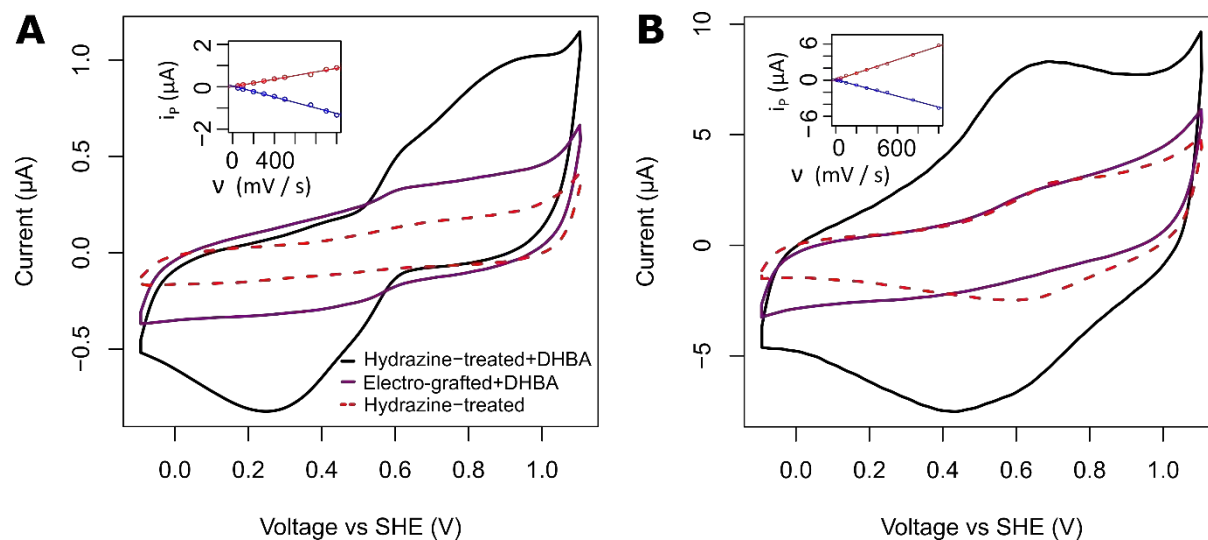 A
Current (µA)
1.0
0.5
0.0
−0.5
2
0
−2
iP (µA)
0 400
ν (mV / s)
Hydrazine−treated+DHBA
Electro-grafted+DHBA
Hydrazine−treated
0.0 0.2 0.4 0.6 0.8 1.0
Voltage vs SHE (V)
B
Current (µA)
10
5
0
−5
6
0
−6
iP (µA)
0 600
ν (mV / s)
0.0 0.2 0.4 0.6 0.8 1.0
Voltage vs SHE (V)